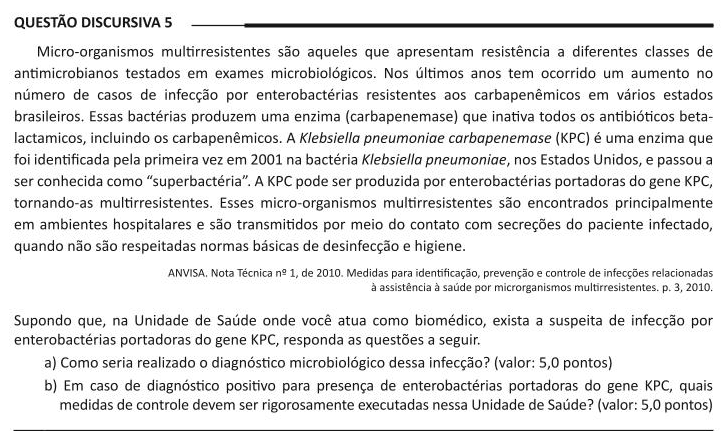 QUESTÃO DISCURSIVA 5
Micro-organismos multirresistentes são aqueles que apresentam resistência a diferentes classes de
antimicrobianos testados em exames microbiológicos. Nos últimos anos tem ocorrido um aumento no
número de casos de infecção por enterobactérias resistentes aos carbapenêmicos em vários estados
brasileiros. Essas bactérias produzem uma enzima (carbapenemase) que inativa todos os antibióticos beta-
lactamicos, incluindo os carbapenêmicos. A Klebsiella pneumoniae carbapenemase (KPC) é uma enzima que
foi identificada pela primeira vez em 2001 na bactéria Klebsiella pneumoniae, nos Estados Unidos, e passou a
ser conhecida como “superbactéria”. A KPC pode ser produzida por enterobactérias portadoras do gene KPC,
tornando-as multirresistentes. Esses micro-organismos multirresistentes são encontrados principalmente
em ambientes hospitalares e são transmitidos por meio do contato com secreções do paciente infectado,
quando não são respeitadas normas básicas de desinfecção e higiene.
ANVISA. Nota Técnica nº 1, de 2010. Medidas para identificação, prevenção e controle de infecções relacionadas
à assistência à saúde por microrganismos multirresistentes. p. 3, 2010.
Supondo que, na Unidade de Saúde onde você atua como biomédico, exista a suspeita de infecção por
enterobactérias portadoras do gene KPC, responda as questões a seguir.
a) Como seria realizado o diagnóstico microbiológico dessa infecção? (valor: 5,0 pontos)
b) Em caso de diagnóstico positivo para presença de enterobactérias portadoras do gene KPC, quais
medidas de controle devem ser rigorosamente executadas nessa Unidade de Saúde? (valor: 5,0 pontos)